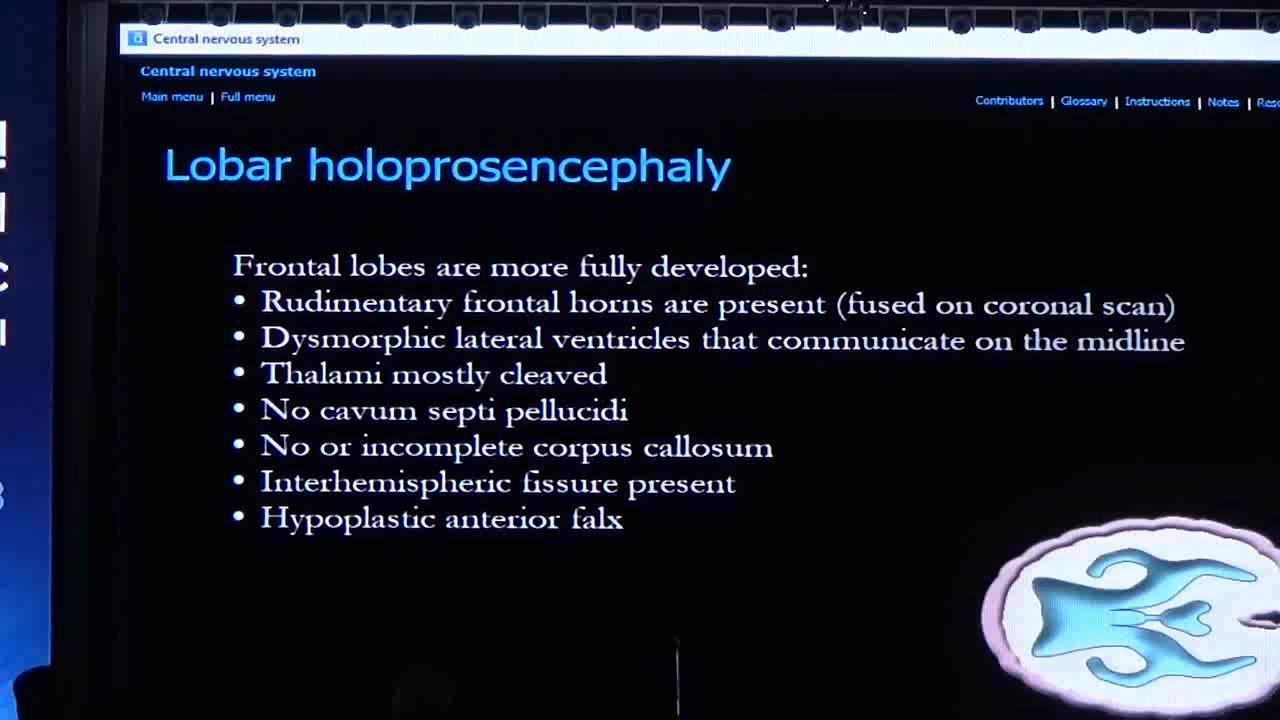 Central nervous system
Central nervous system
Main menu | Full menu
Contributors | Glossary | Instructions | Notes |
Lobar holoprosencephaly
Frontal lobes are more fully developed:
• Rudimentary frontal horns are present (fused on coronal scan)
• Dysmorphic lateral ventricles that communicate on the midline
• Thalami mostly cleaved
• No cavum septi pellucidi
• No or incomplete corpus callosum
• Interhemispheric fissure present
• Hypoplastic anterior falx